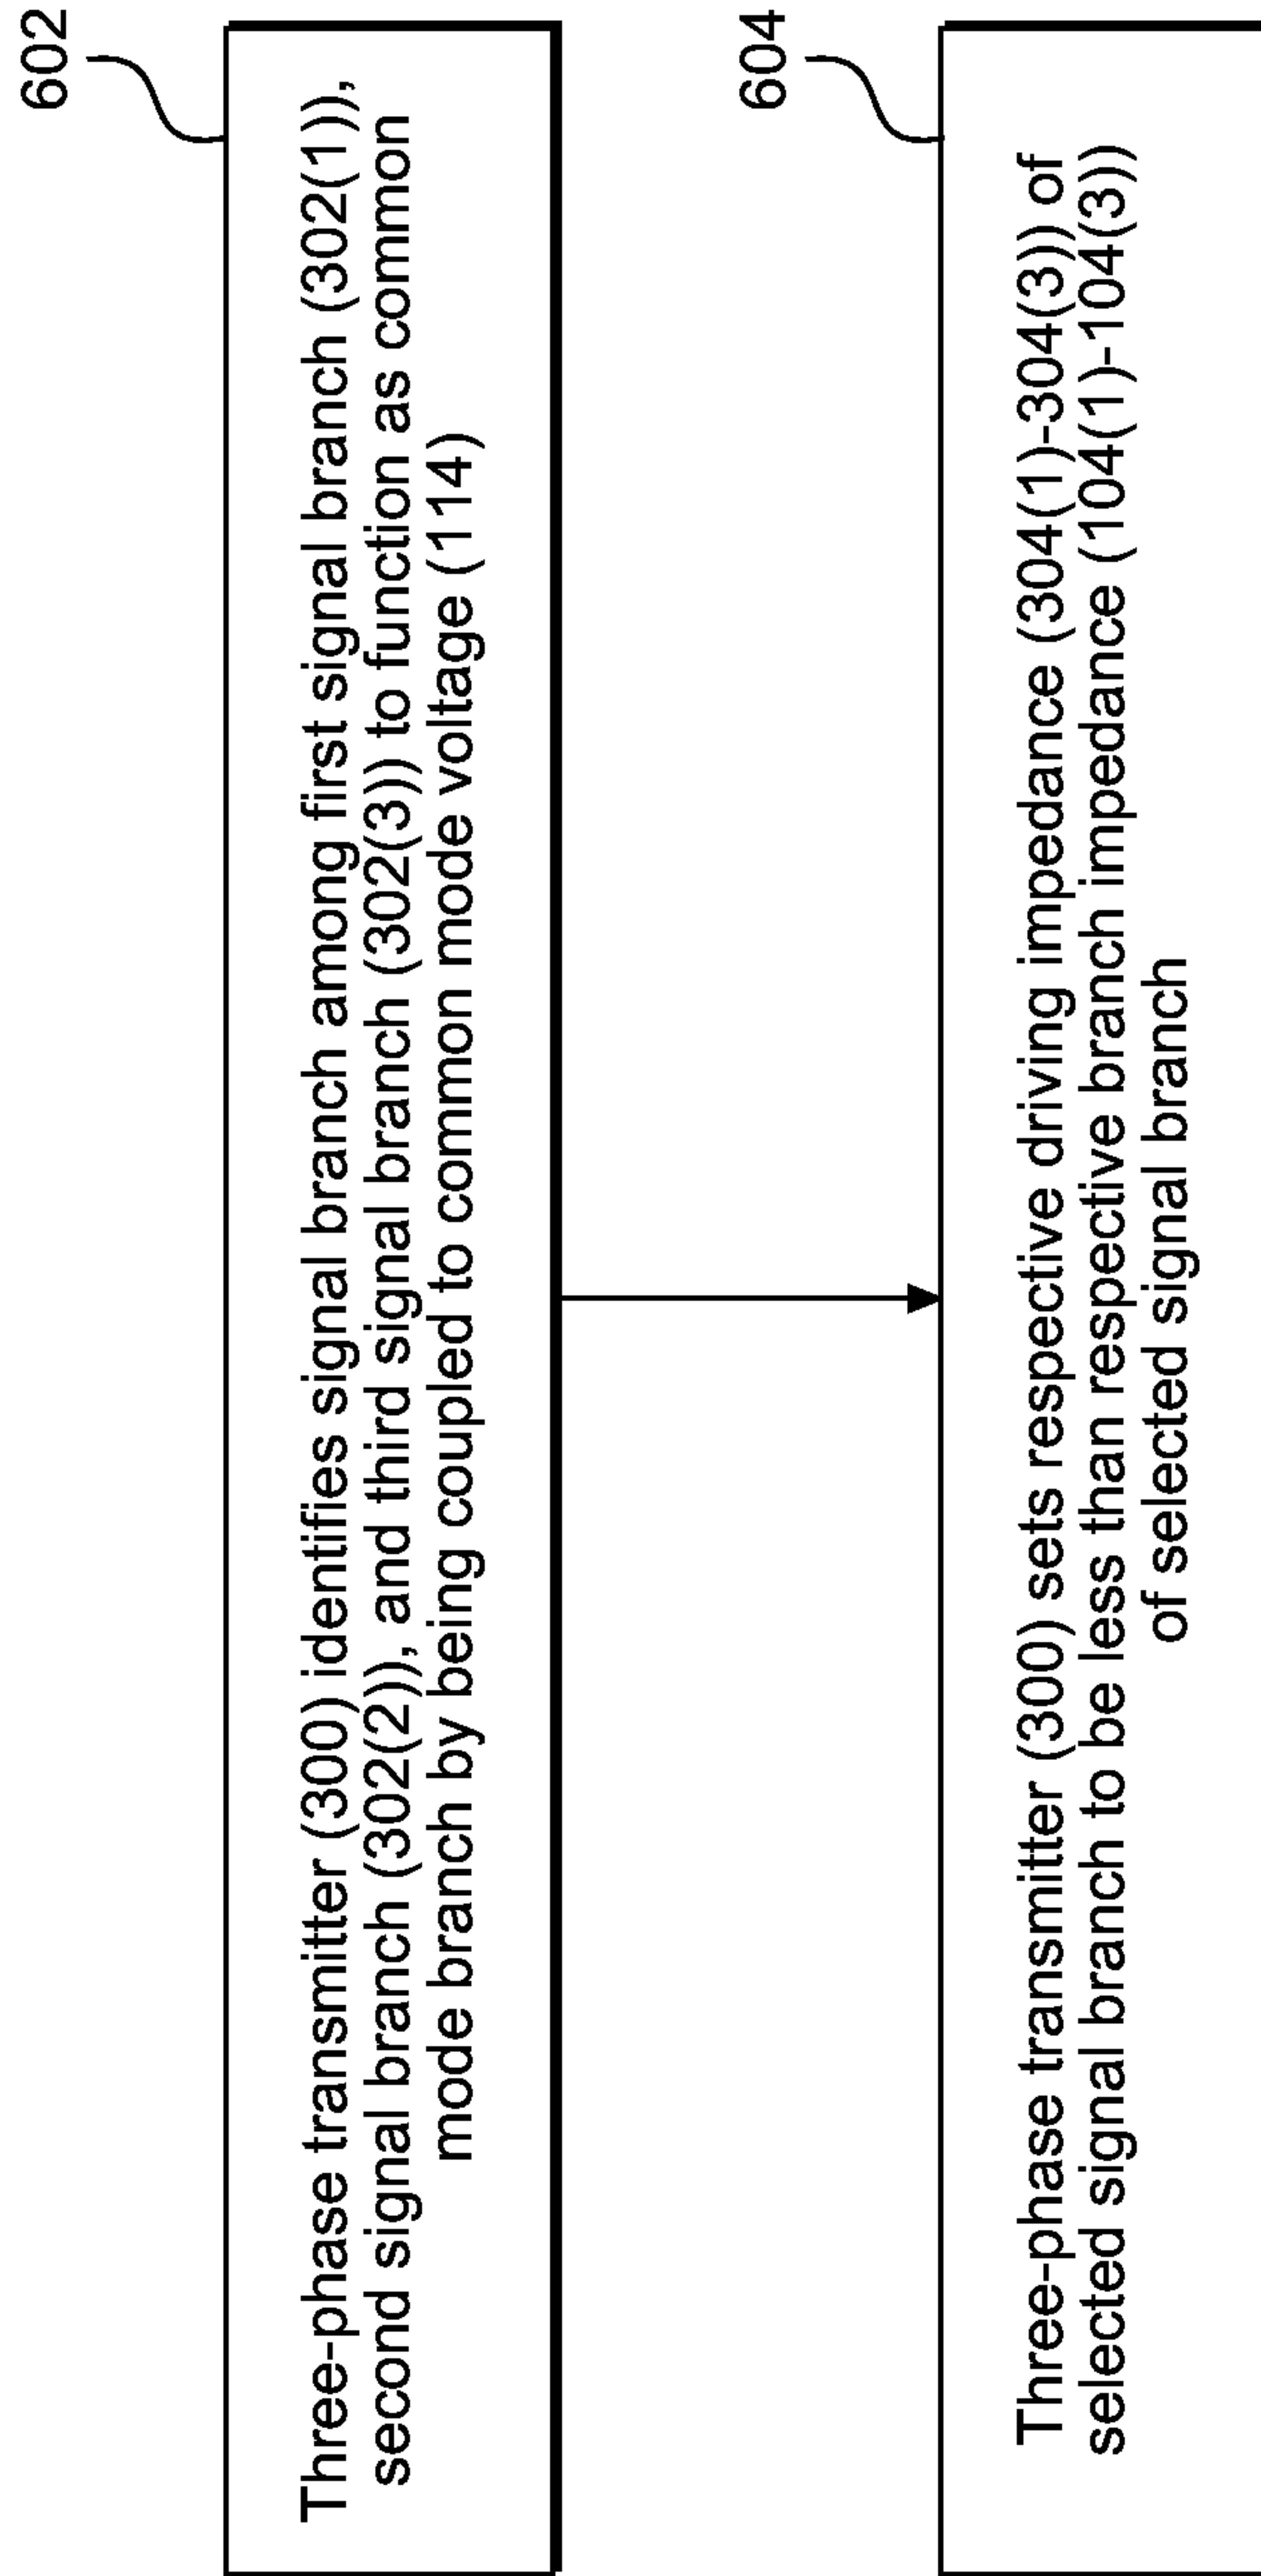 602
Three-phase transmitter (300) identifies signal branch among first signal branch (302(1)),
second signal branch (302(2)), and third signal branch (302(3)) to function as common
mode branch by being coupled to common mode voltage (114)
604
Three-phase transmitter (300) sets respective driving impedance (304(1)-304(3)) of
selected signal branch to be less than respective branch impedance (104(1)-104(3))
of selected signal branch